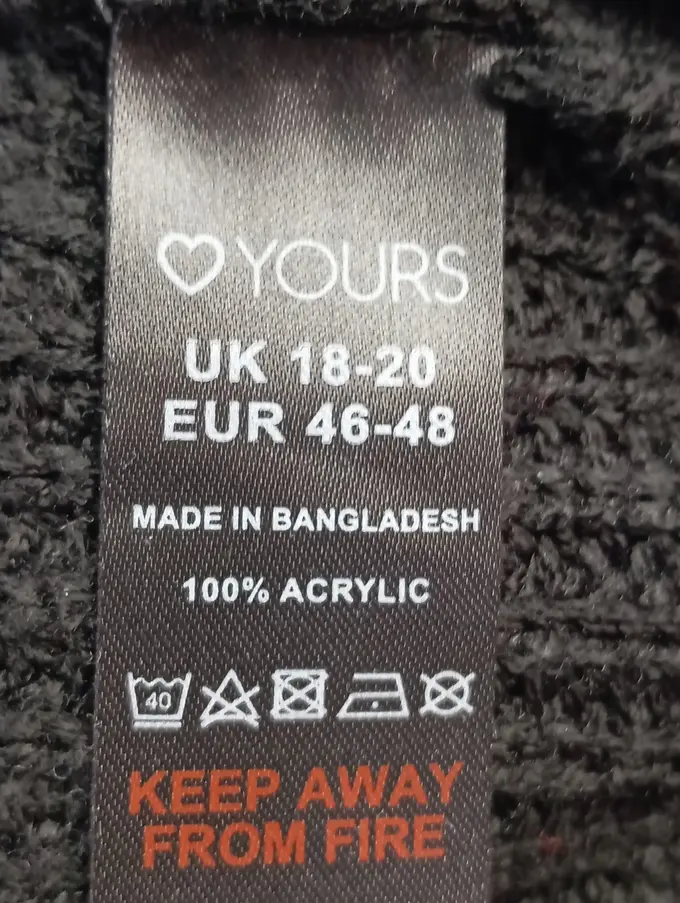 YOURS
UK 18-20
EUR 46-48
MADE IN BANGLADESH
100% ACRYLIC
40
KEEP AWAY
FROM FIRE